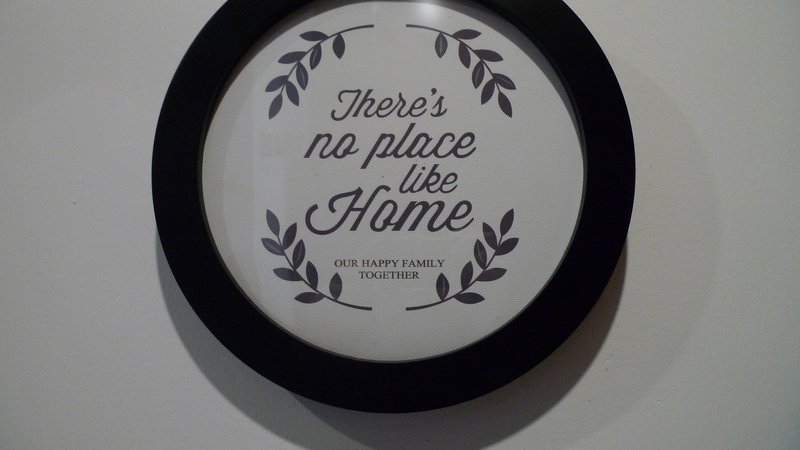 There's
no place
like
Home
OUR HAPPY FAMILY
TOGETHER